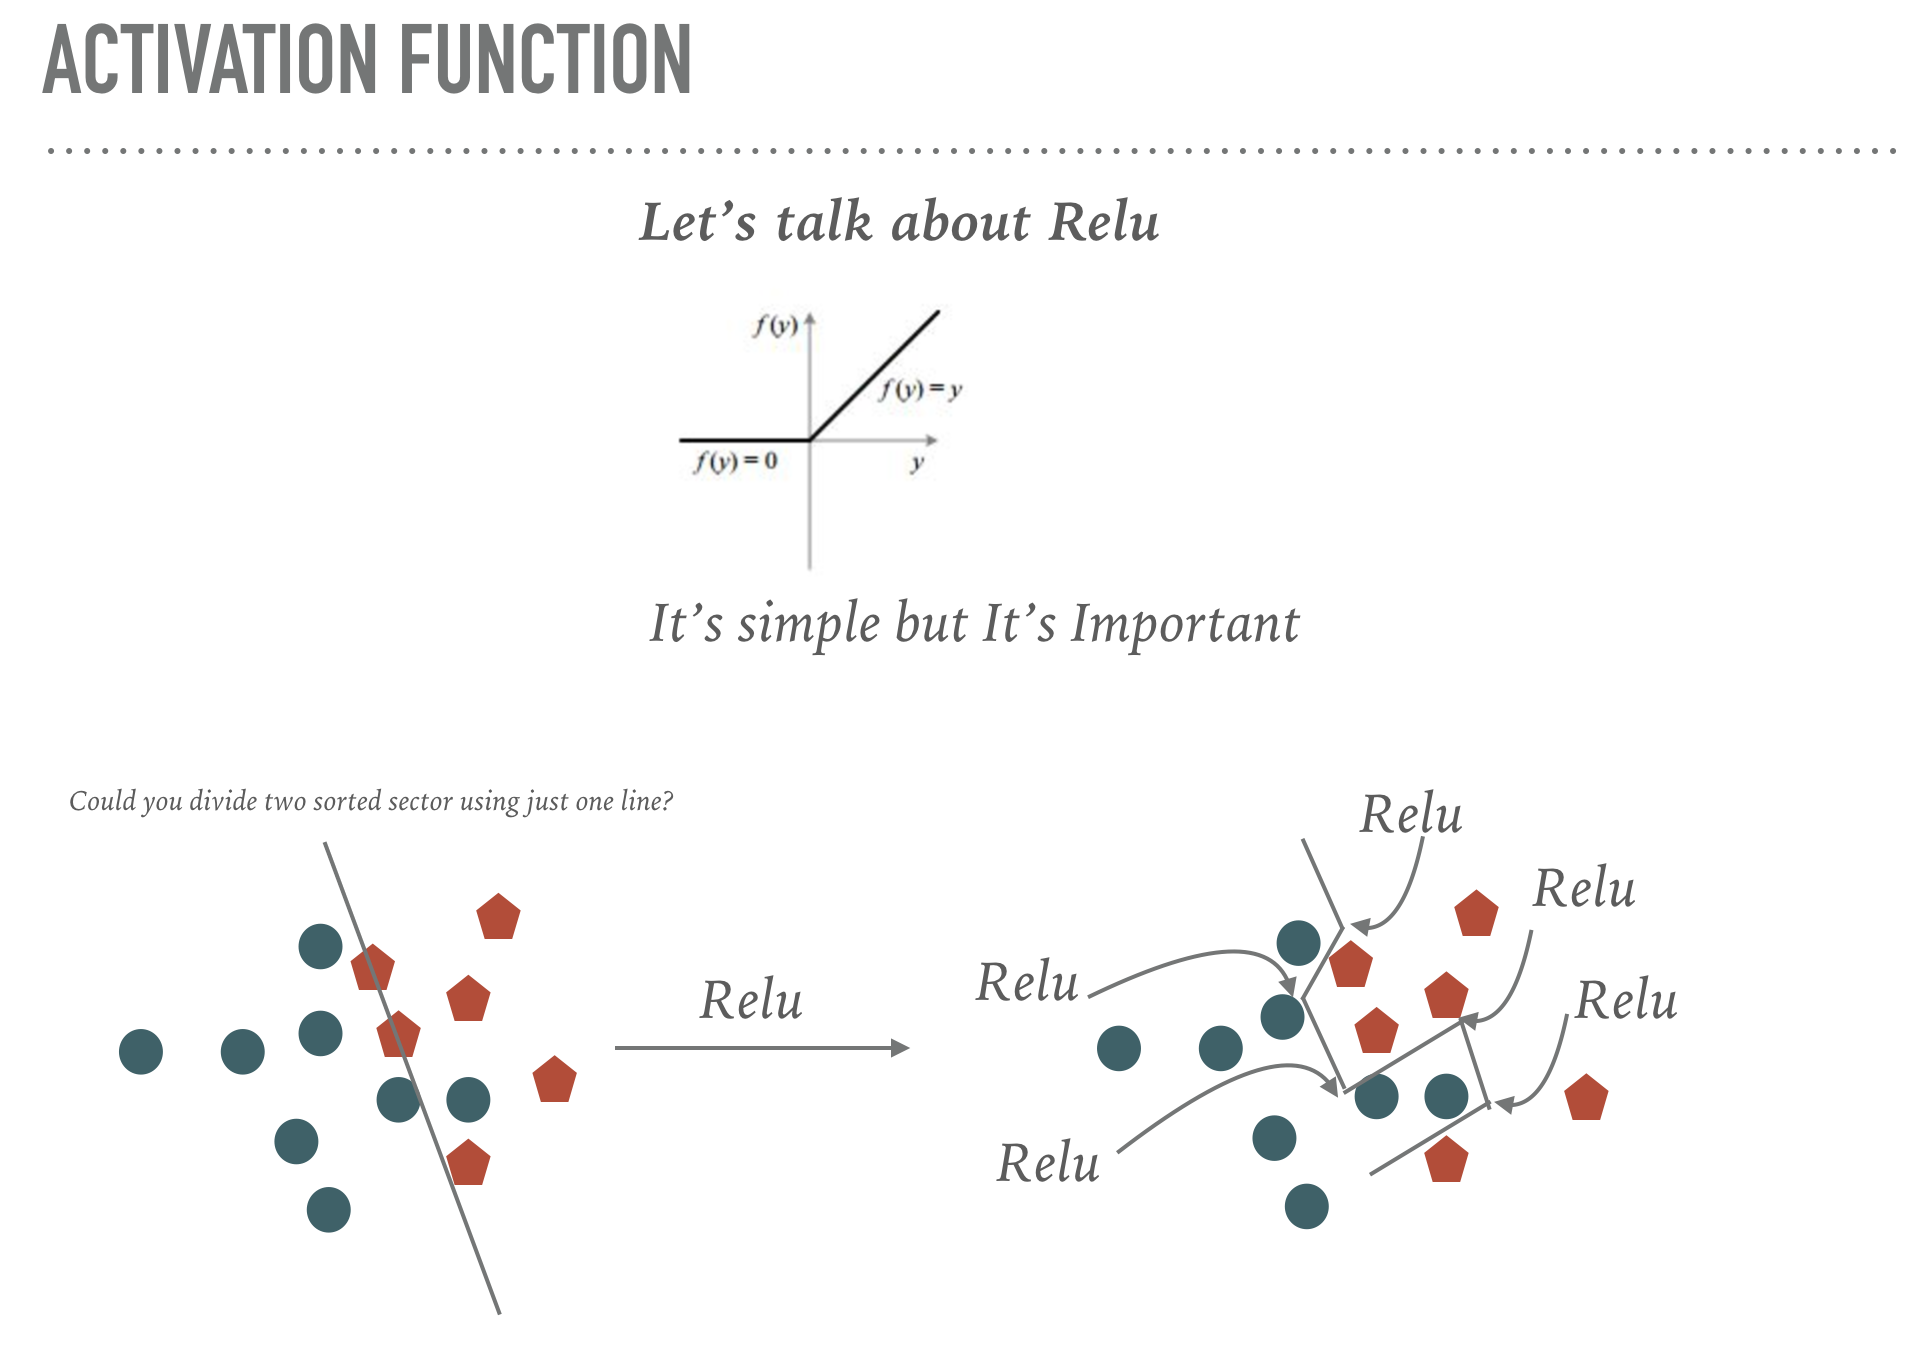 ACTIVATION FUNCTION
Let's talk about Relu
f(y)
f(y) = y
f(y) = 0
y
It's simple but It's Important
Could you divide two sorted sector using just one line?
Relu
Relu
Relu
Relu
Relu
Relu